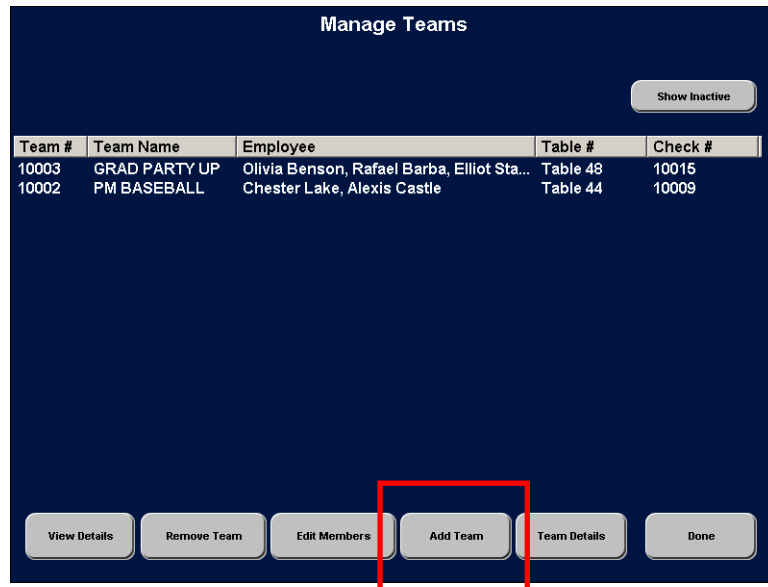 Manage Teams
Show Inactive
Team # Team Name Employee Table # Check #
10003 GRAD PARTY UP Olivia Benson, Rafael Barba, Elliot Sta... Table 48 10015
10002 PM BASEBALL Chester Lake, Alexis Castle Table 44 10009
View Details Remove Team Edit Members Add Team Team Details Done